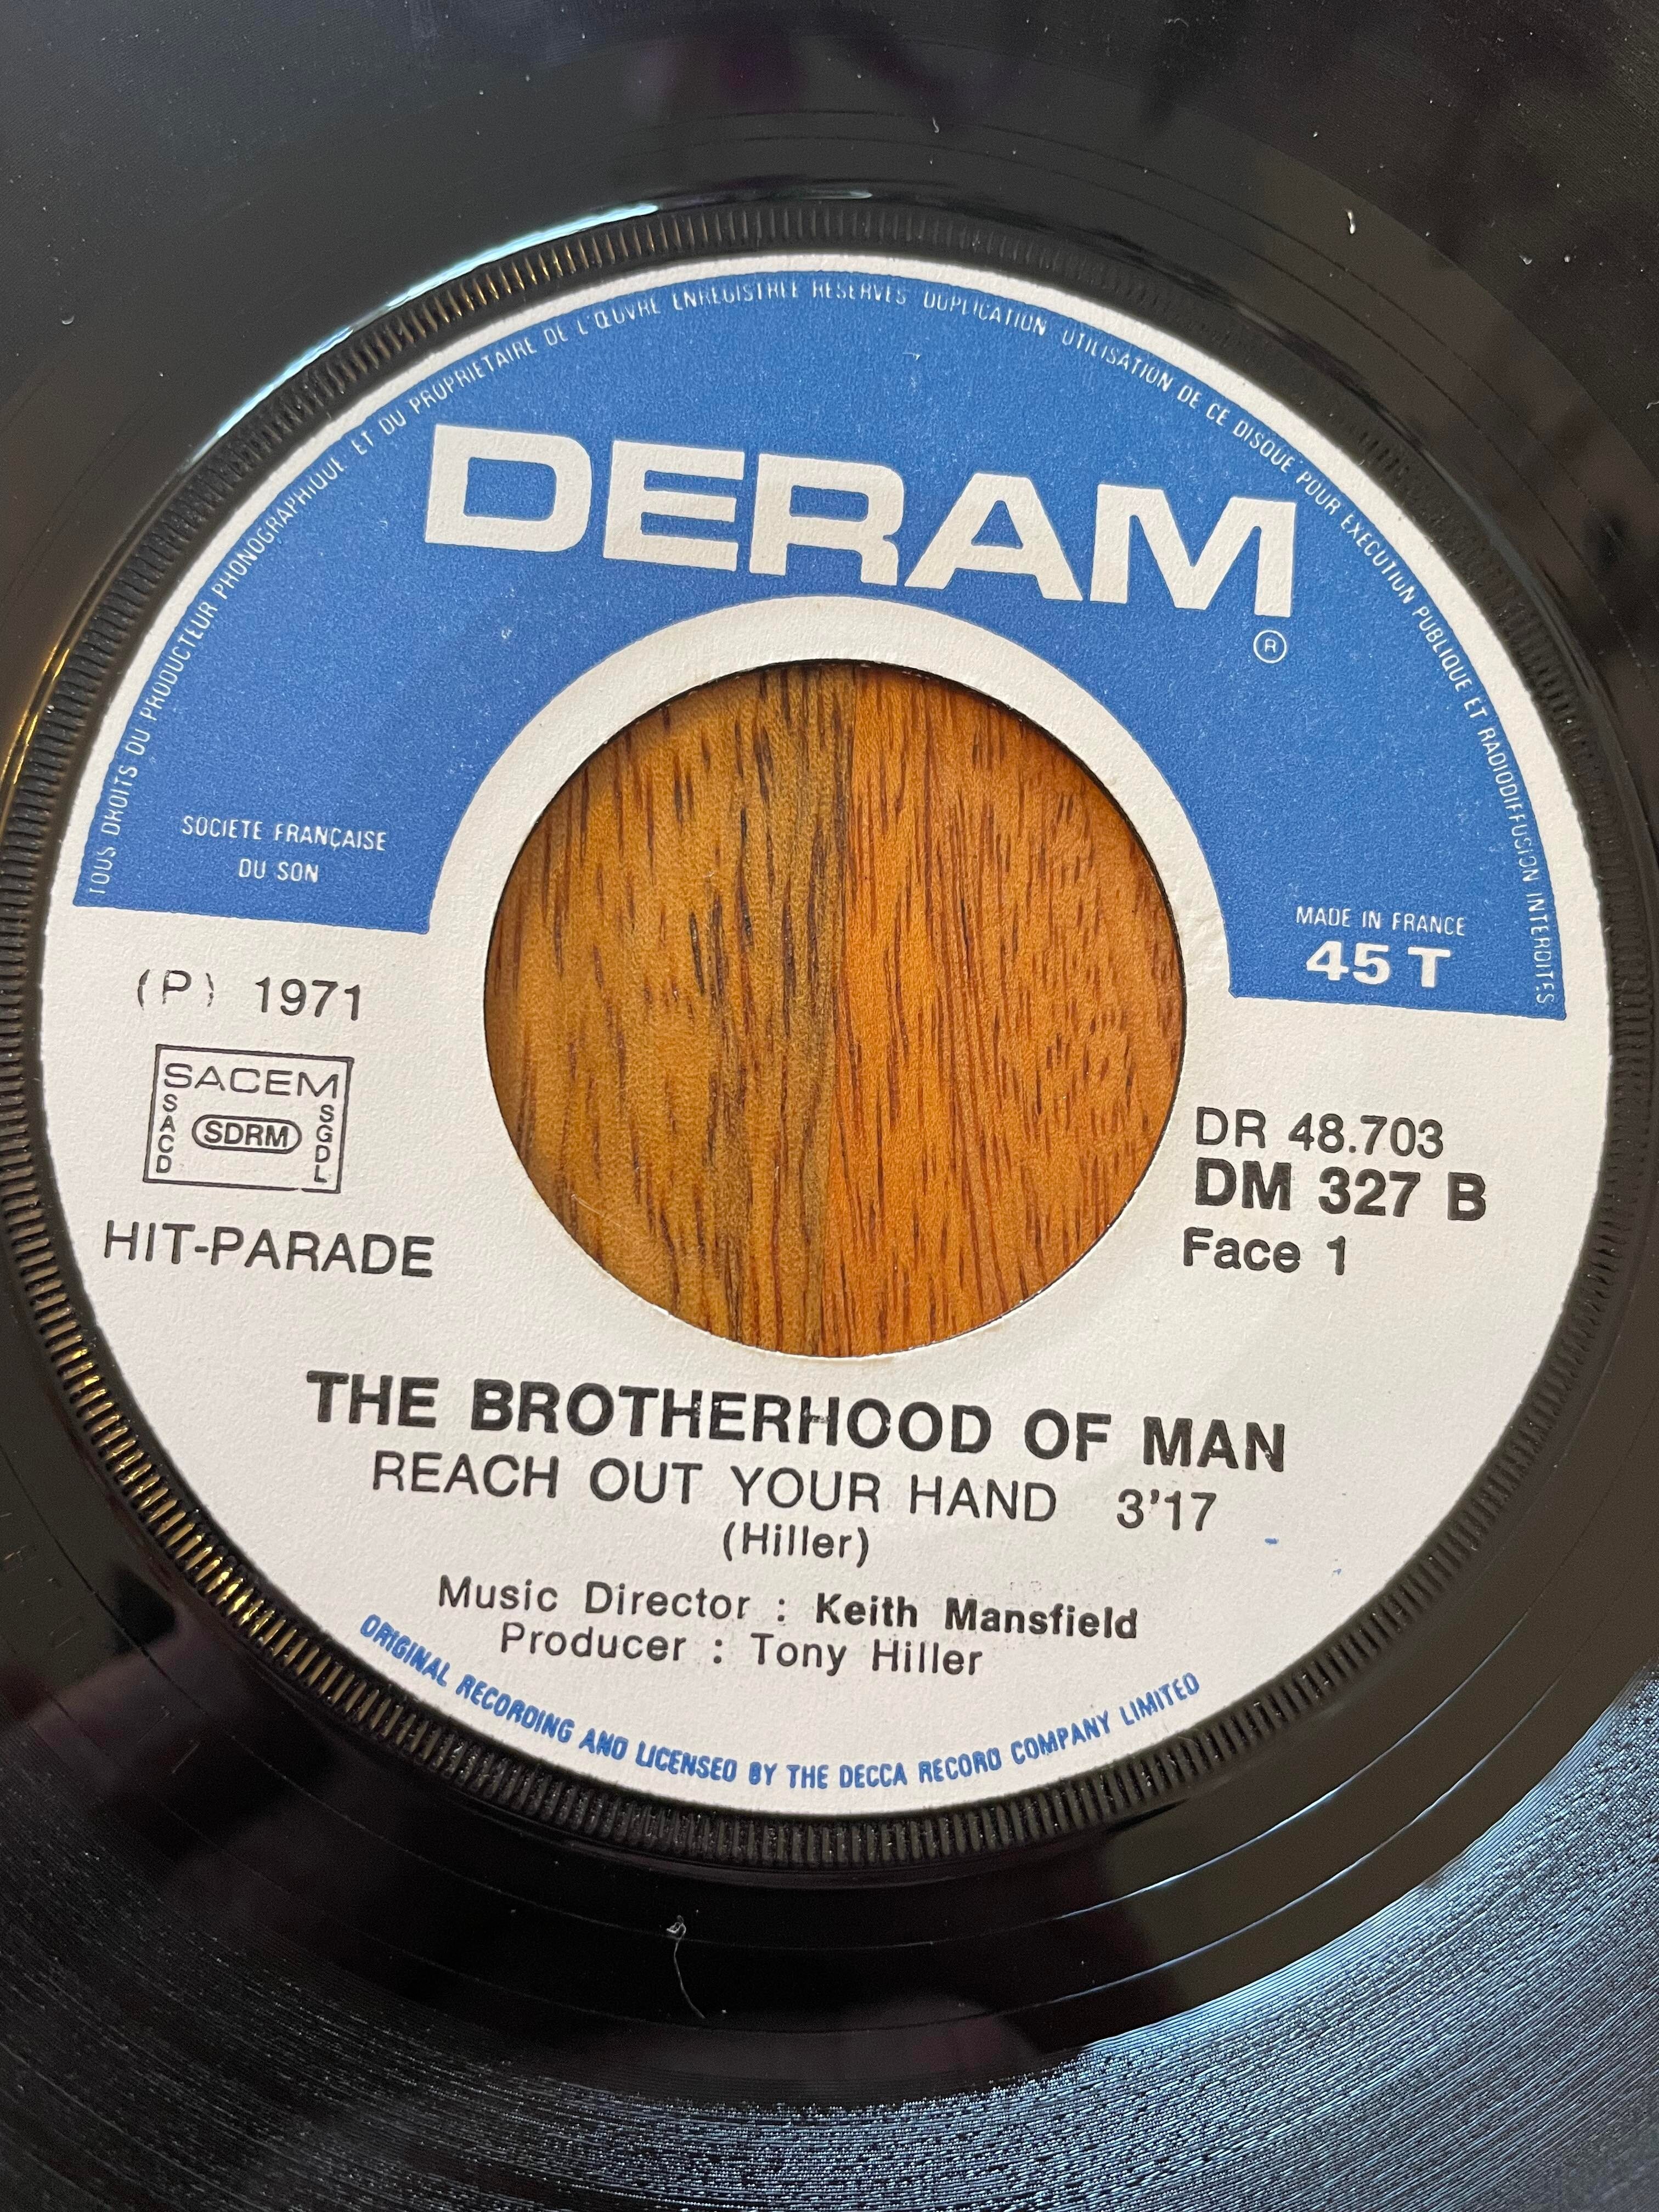 TOUS DROITS DU PRODUCTEUR PHONOGRAPHIQUE ET DU PROPRIETAIRE DE L'ŒUVRE ENREGISTREE RESERVES DUPLICATION UTILISATION DE CE DISQUE POUR EXECUTION PUBLIQUE ET RADIODIFFUSION INTERDITES
DERAM
®
SOCIETE FRANÇAISE
DU SON
MADE IN FRANCE
45 T
(P) 1971
SACEM
SACD
SDRM
SGDL
HIT-PARADE
DR 48.703
DM 327 B
Face 1
THE BROTHERHOOD OF MAN
REACH OUT YOUR HAND 3'17
(Hiller)
Music Director : Keith Mansfield
Producer : Tony Hiller
ORIGINAL RECORDING AND LICENSED BY THE DECCA RECORD COMPANY LIMITED